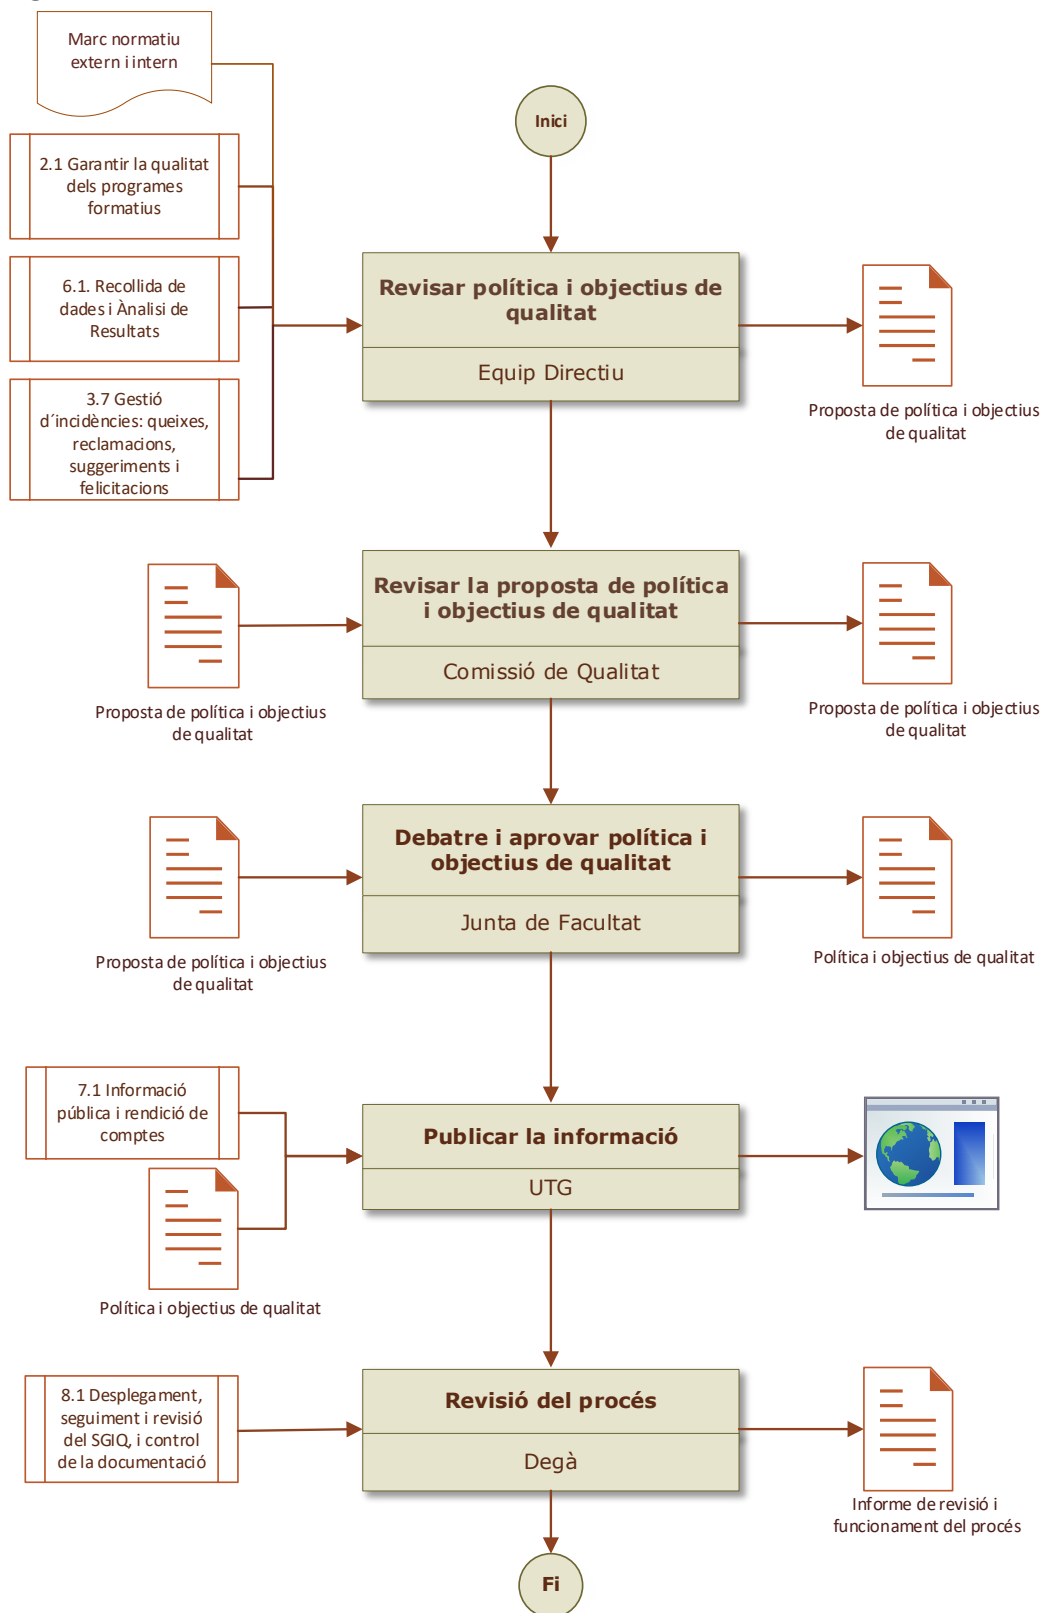 Marc normatiu
extern i intern
Inici
2.1 Garantir la qualitat
dels programes
formatius
6.1. Recollida de
dades i Ànalisi de
Resultats
3.7 Gestió
d´incidències: queixes,
reclamacions,
suggeriments i
felicitacions
Revisar política i objectius de
qualitat
Equip Directiu
Proposta de política i objectius
de qualitat
Revisar la proposta de política
i objectius de qualitat
Comissió de Qualitat
Proposta de política i objectius
de qualitat
Proposta de política i objectius
de qualitat
Debatre i aprovar política i
objectius de qualitat
Junta de Facultat
Proposta de política i objectius
de qualitat
Política i objectius de qualitat
7.1 Informació
pública i rendició de
comptes
Publicar la informació
UTG
Política i objectius de qualitat
8.1 Desplegament,
seguiment i revisió
del SGIQ, i control
de la documentació
Revisió del procés
Degà
Informe de revisió i
funcionament del procés
Fi